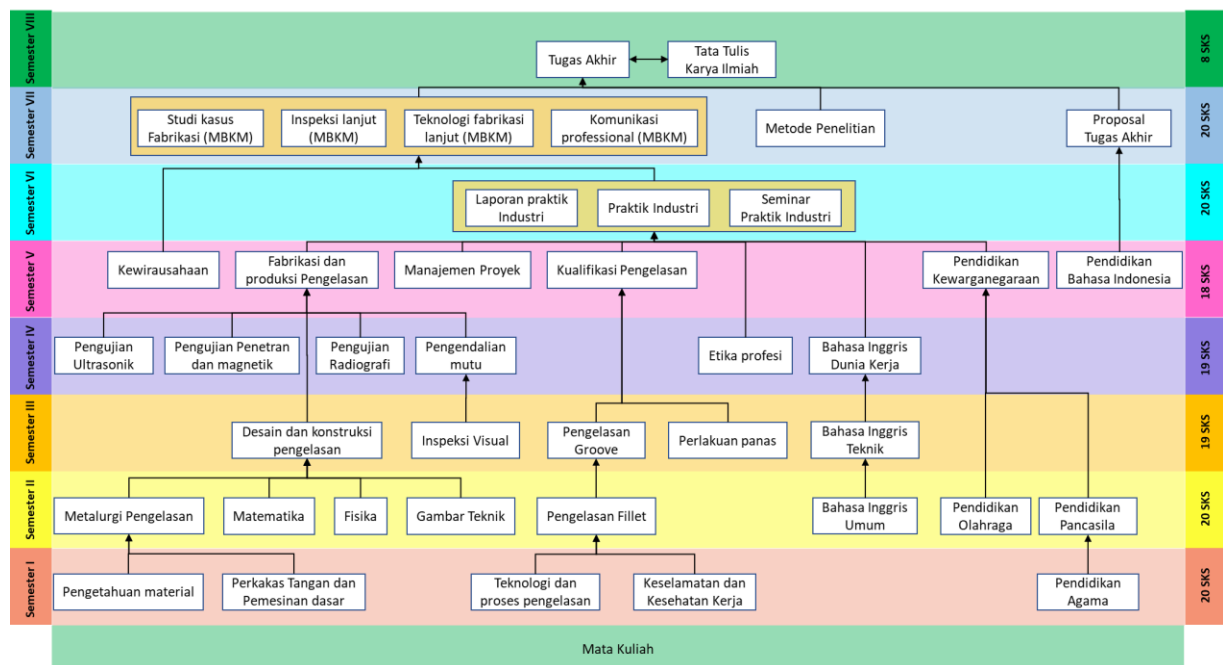 Semester VIII
Tugas Akhir
Tata Tulis
Karya Ilmiah
8 SKS
Semester VII
Studi kasus
Fabrikasi (MBKM)
Inspeksi lanjut
(MBKM)
Teknologi fabrikasi
lanjut (MBKM)
Komunikasi
professional (MBKM)
Metode Penelitian
Proposal
Tugas Akhir
20 SKS
Semester VI
Laporan praktik
Industri
Praktik Industri
Seminar
Praktik Industri
20 SKS
Semester V
Kewirausahaan
Fabrikasi dan
produksi Pengelasan
Manajemen Proyek
Kualifikasi Pengelasan
Pendidikan
Kewarganegaraan
Pendidikan
Bahasa Indonesia
18 SKS
Semester IV
Pengujian
Ultrasonik
Pengujian Penetran
dan magnetik
Pengujian
Radiografi
Pengendalian
mutu
Etika profesi
Bahasa Inggris
Dunia Kerja
19 SKS
Semester III
Desain dan konstruksi
pengelasan
Inspeksi Visual
Pengelasan
Groove
Perlakuan panas
Bahasa Inggris
Teknik
19 SKS
Semester II
Metalurgi Pengelasan
Matematika
Fisika
Gambar Teknik
Pengelasan Fillet
Bahasa Inggris
Umum
Pendidikan
Olahraga
Pendidikan
Pancasila
20 SKS
Semester I
Pengetahuan material
Perkakas Tangan dan
Pemesinan dasar
Teknologi dan
proses pengelasan
Keselamatan dan
Kesehatan Kerja
Pendidikan
Agama
20 SKS
Mata Kuliah